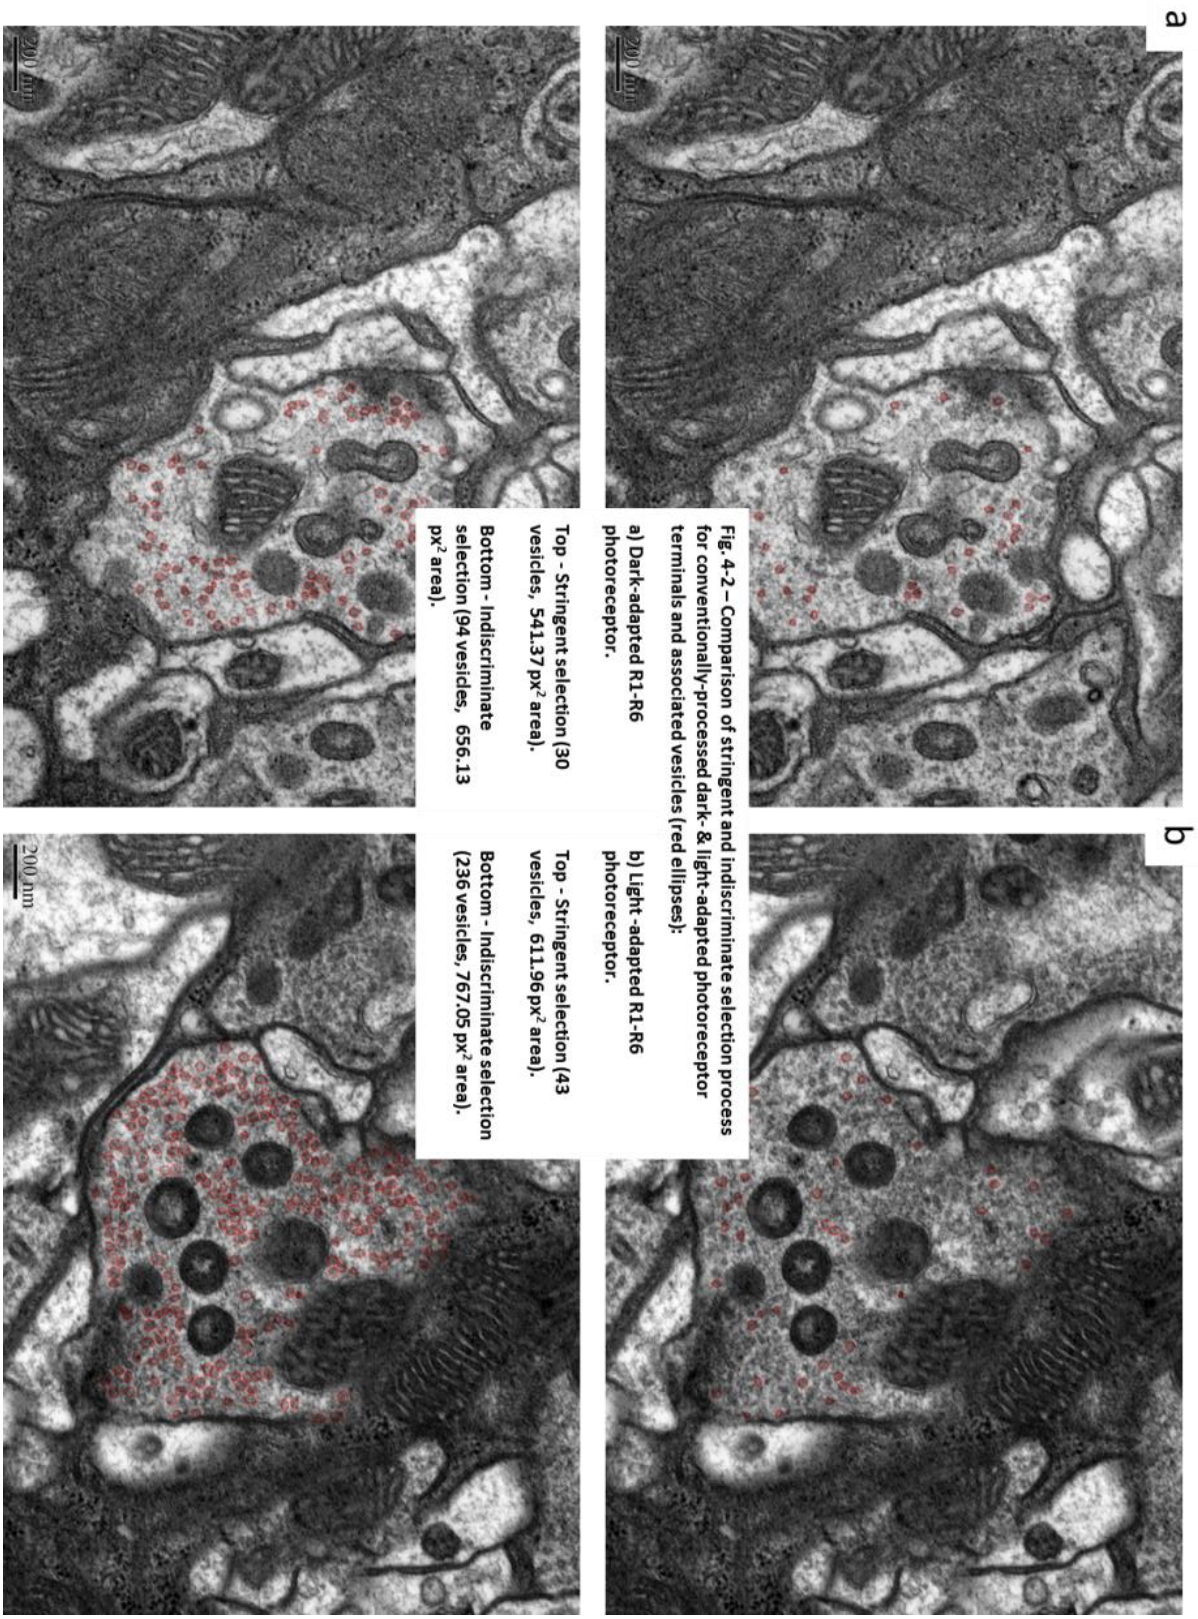 a
b
200 nm
Fig. 4-2 – Comparison of stringent and indiscriminate selection process
for conventionally-processed dark- & light-adapted photoreceptor
terminals and associated vesicles (red ellipses):
a) Dark-adapted R1-R6
photoreceptor.
Top - Stringent selection (30
vesicles, 541.37 px² area).
Bottom - Indiscriminate
selection (94 vesicles, 656.13
px² area).
b) Light -adapted R1-R6
photoreceptor.
Top - Stringent selection (43
vesicles, 611.96 px² area).
Bottom - Indiscriminate selection
(236 vesicles, 767.05 px² area).
200 nm
200 nm